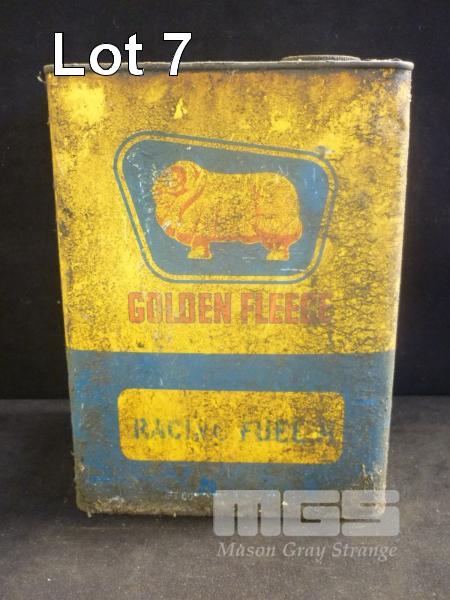 Lot 7
GOLDEN FLEECE
RACING FUEL M
MGS
Mason Gray Strange